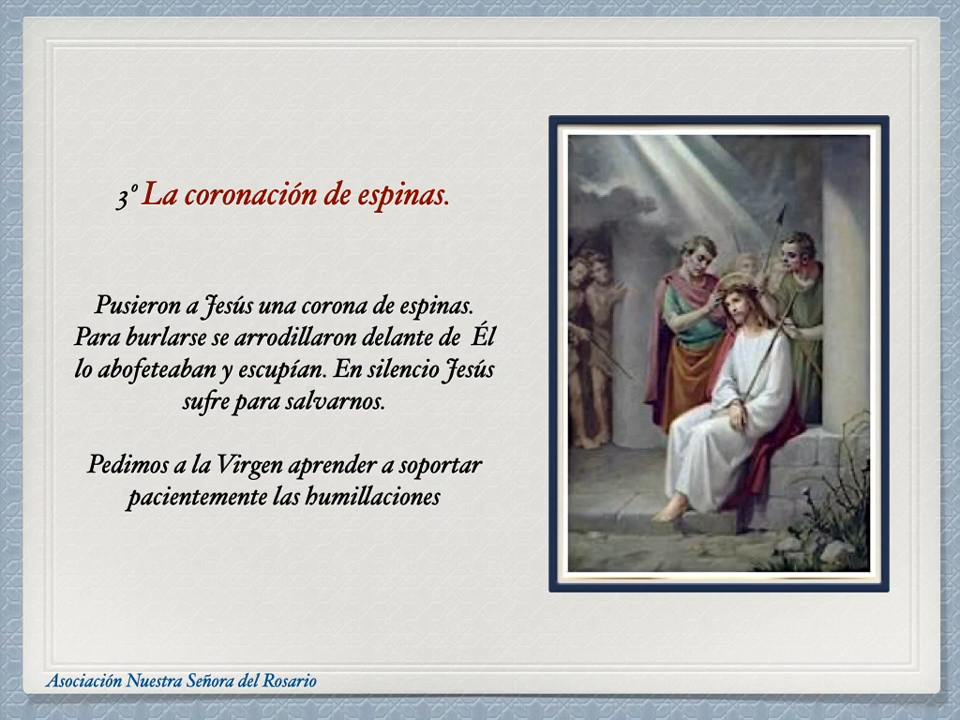 3º La coronación de espinas.
Pusieron a Jesús una corona de espinas.
Para burlarse se arrodillaron delante de Él
lo abofeteaban y escupían. En silencio Jesús
sufre para salvarnos.
Pedimos a la Virgen aprender a soportar
pacientemente las humillaciones
Asociación Nuestra Señora del Rosario